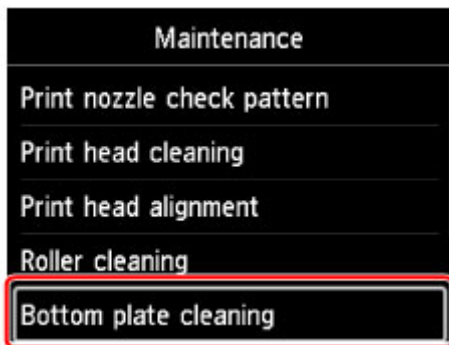 Maintenance
Print nozzle check pattern
Print head cleaning
Print head alignment
Roller cleaning
Bottom plate cleaning